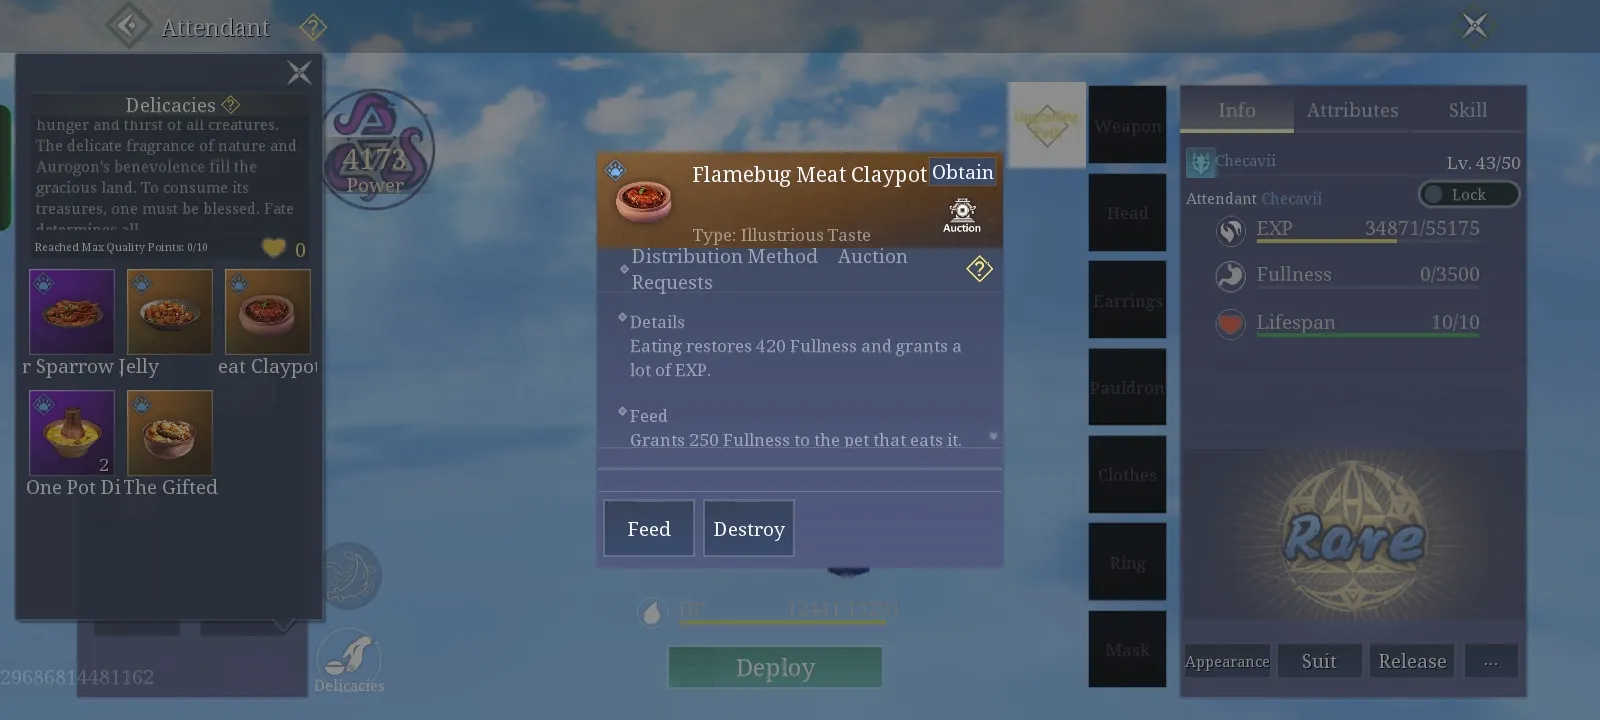 Attendant
Delicacies
hunger and thirst of all creatures.
The delicate fragrance of nature and
Aurogon's benevolence fill the
gracious land. To consume its
treasures, one must be blessed. Fate
determines all
Reached Max Quality Points: 0/10
0
r Sparrow
Jelly
eat Claypot
2
One Pot Di
The Gifted
4173
Power
Delicacies
29686814481162
Flamebug Meat Claypot
Obtain
Auction
Type: Illustrious Taste
Distribution Method Auction
Requests
Details
Eating restores 420 Fullness and grants a
lot of EXP.
Feed
Grants 250 Fullness to the pet that eats it.
Feed
Destroy
HP
Deploy
Weapon
Head
Earrings
Pauldron
Clothes
Ring
Mask
Info
Attributes
Skill
Checavii
Lv. 43/50
Attendant Checavii
Lock
EXP 34871/55175
Fullness 0/3500
Lifespan 10/10
Rare
Appearance
Suit
Release
...